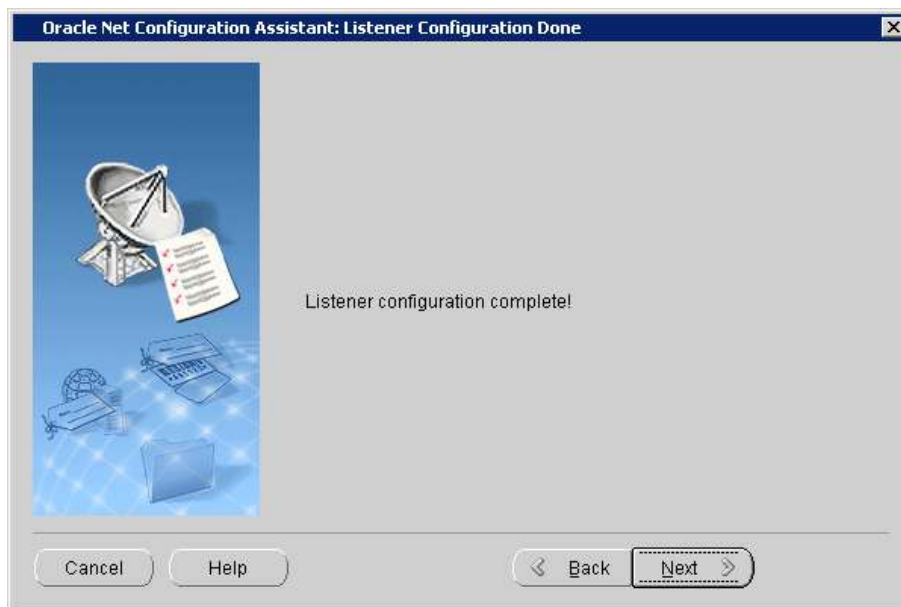 Oracle Net Configuration Assistant: Listener Configuration Done
Listener configuration complete!
Cancel
Help
Back
Next